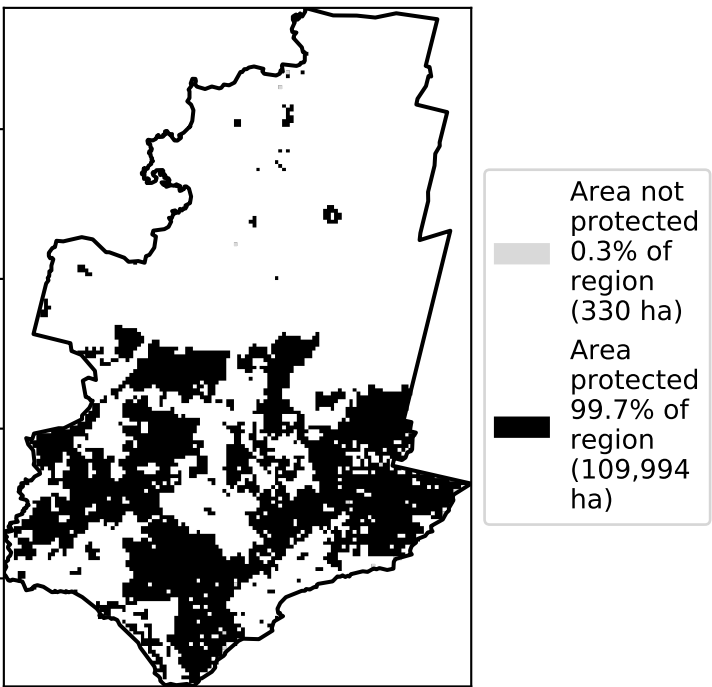 Area not
protected
0.3% of
region
(330 ha)
Area
protected
99.7% of
region
(109,994
ha)